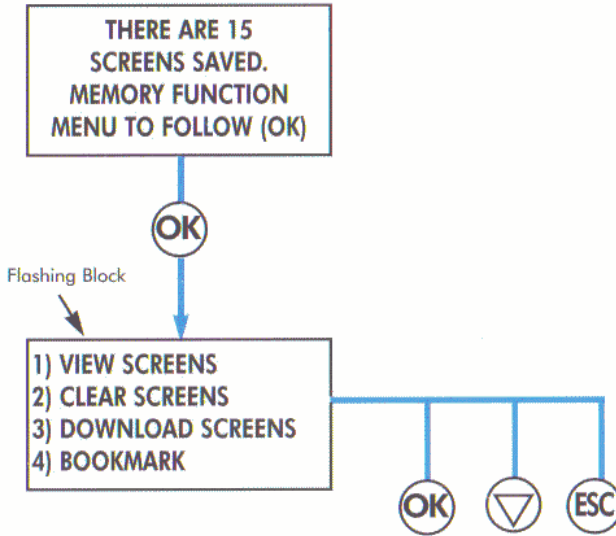 THERE ARE 15
SCREENS SAVED.
MEMORY FUNCTION
MENU TO FOLLOW (OK)
OK
Flashing Block
1) VIEW SCREENS
2) CLEAR SCREENS
3) DOWNLOAD SCREENS
4) BOOKMARK
OK
ESC